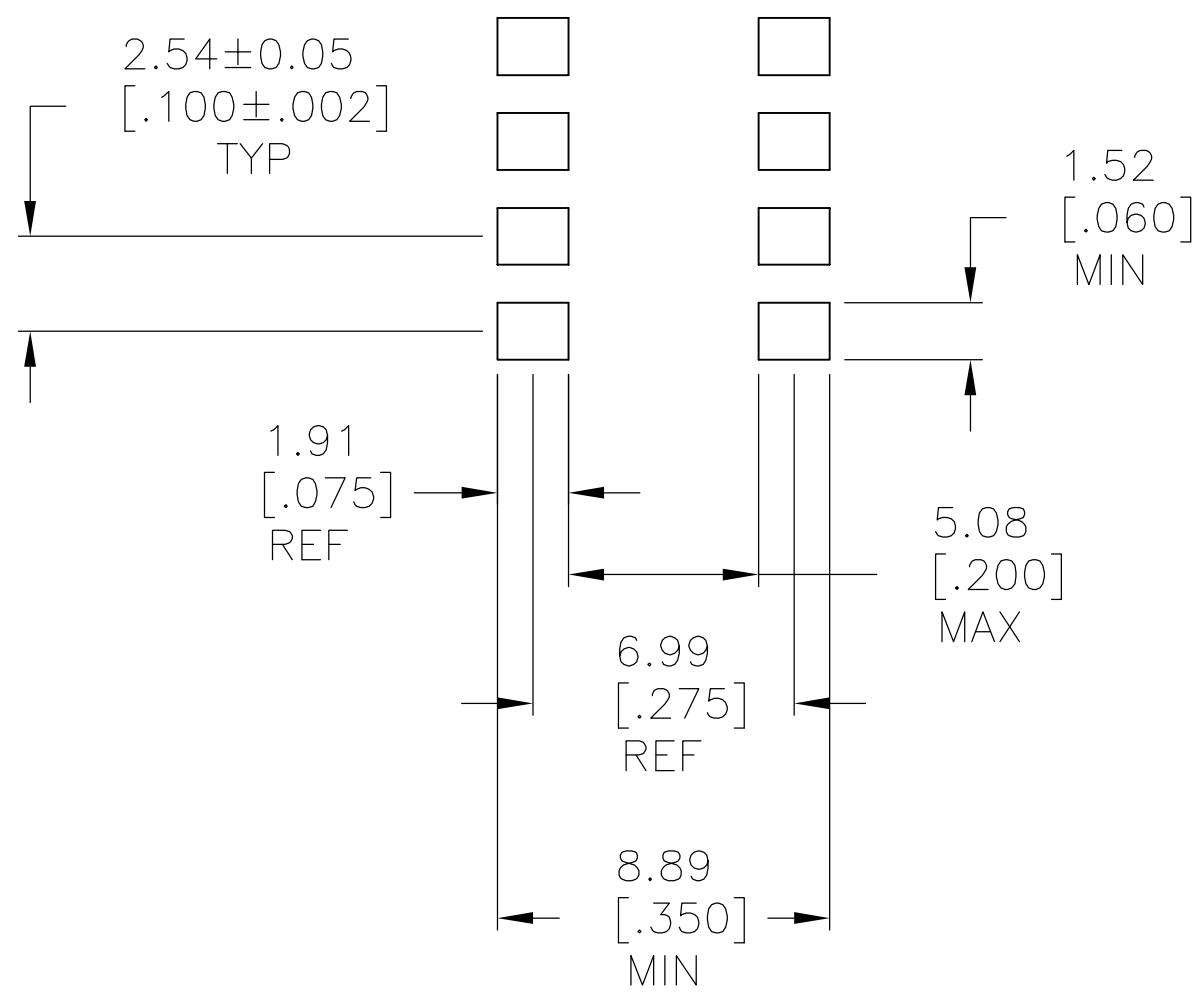 2.54±0.05
[.100±.002]
TYP
1.52
[.060]
MIN
1.91
[.075]
REF
5.08
[.200]
MAX
6.99
[.275]
REF
8.89
[.350]
MIN